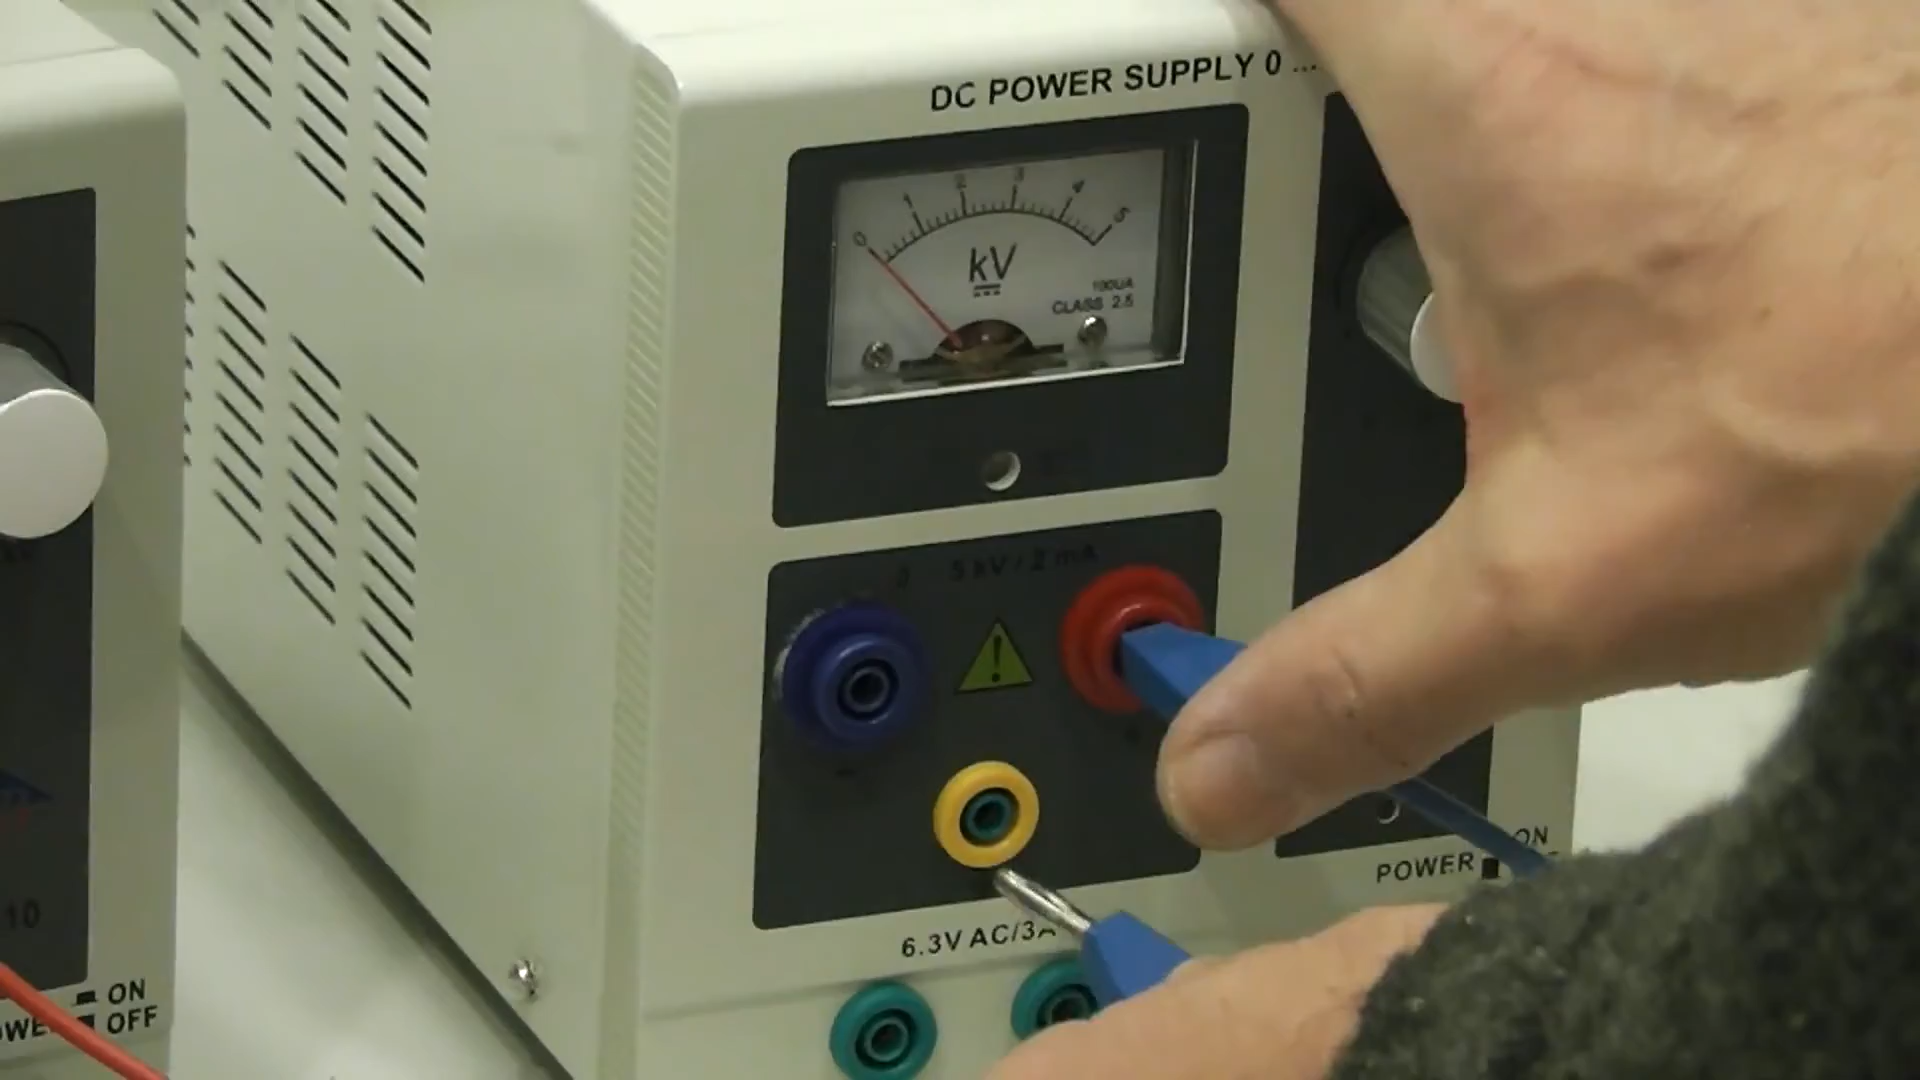 DC POWER SUPPLY 0 ...
0 1 2 3 4 5
kV
100UA
CLASS 2.5
5 kV / 2 mA
-
6.3V AC/3A
ON
POWER
10
ON
OFF